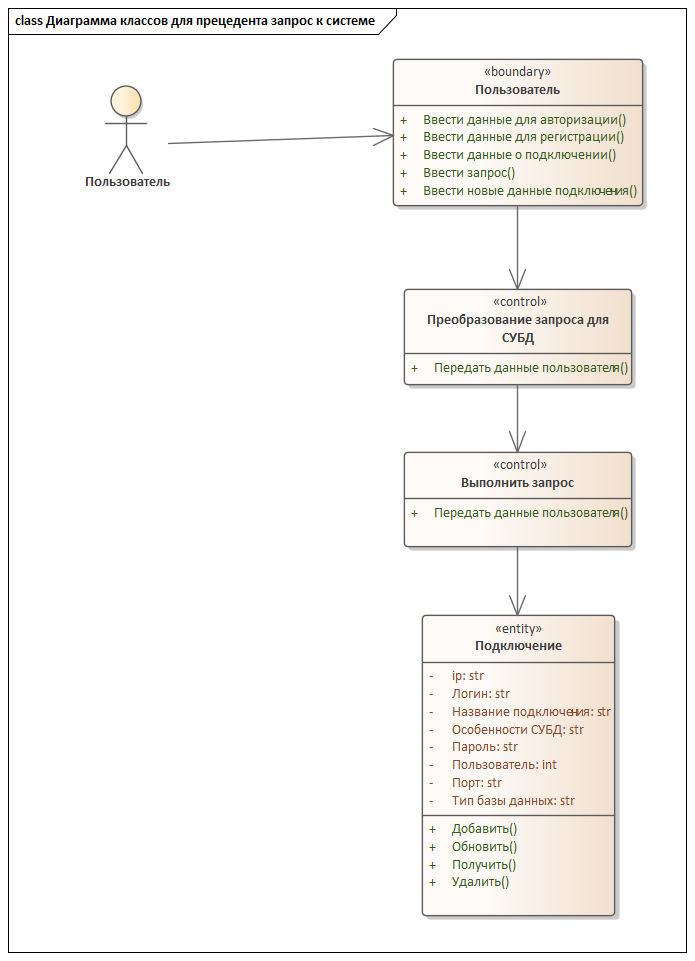 class Диаграмма классов для прецедента запрос к системе
Пользователь
«boundary»
Пользователь
+ Ввести данные для авторизации()
+ Ввести данные для регистрации()
+ Ввести данные о подключении()
+ Ввести запрос()
+ Ввести новые данные подключения()
«control»
Преобразование запроса для
СУБД
+ Передать данные пользователя()
«control»
Выполнить запрос
+ Передать данные пользователя()
«entity»
Подключение
- ip: str
- Логин: str
- Название подключения: str
- Особенности СУБД: str
- Пароль: str
- Пользователь: int
- Порт: str
- Тип базы данных: str
+ Добавить()
+ Обновить()
+ Получить()
+ Удалить()